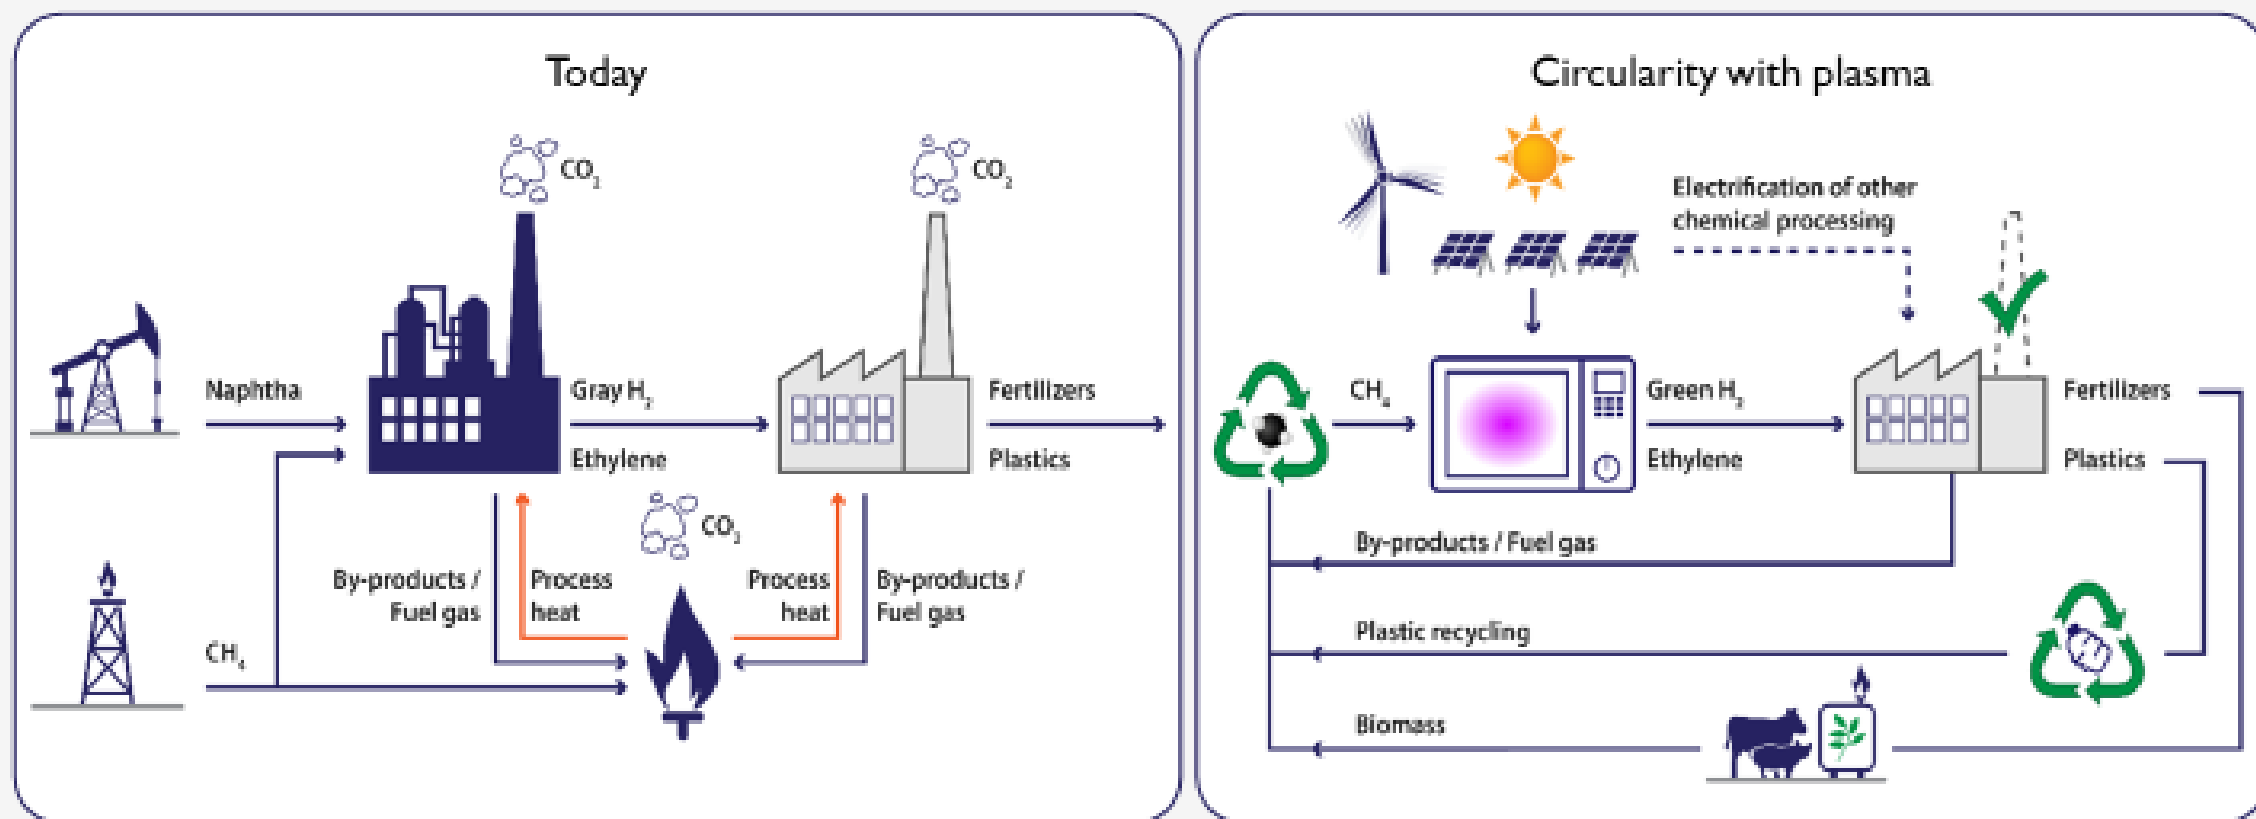 Today
CO₂
CO₂
Naphtha
Gray H₂
Fertilizers
Ethylene
Plastics
CO₂
By-products /
Fuel gas
Process
heat
Process
heat
By-products /
Fuel gas
CH₄
Circularity with plasma
Electrification of other
chemical processing
CH₄
Green H₂
Fertilizers
Ethylene
Plastics
By-products / Fuel gas
Plastic recycling
Biomass